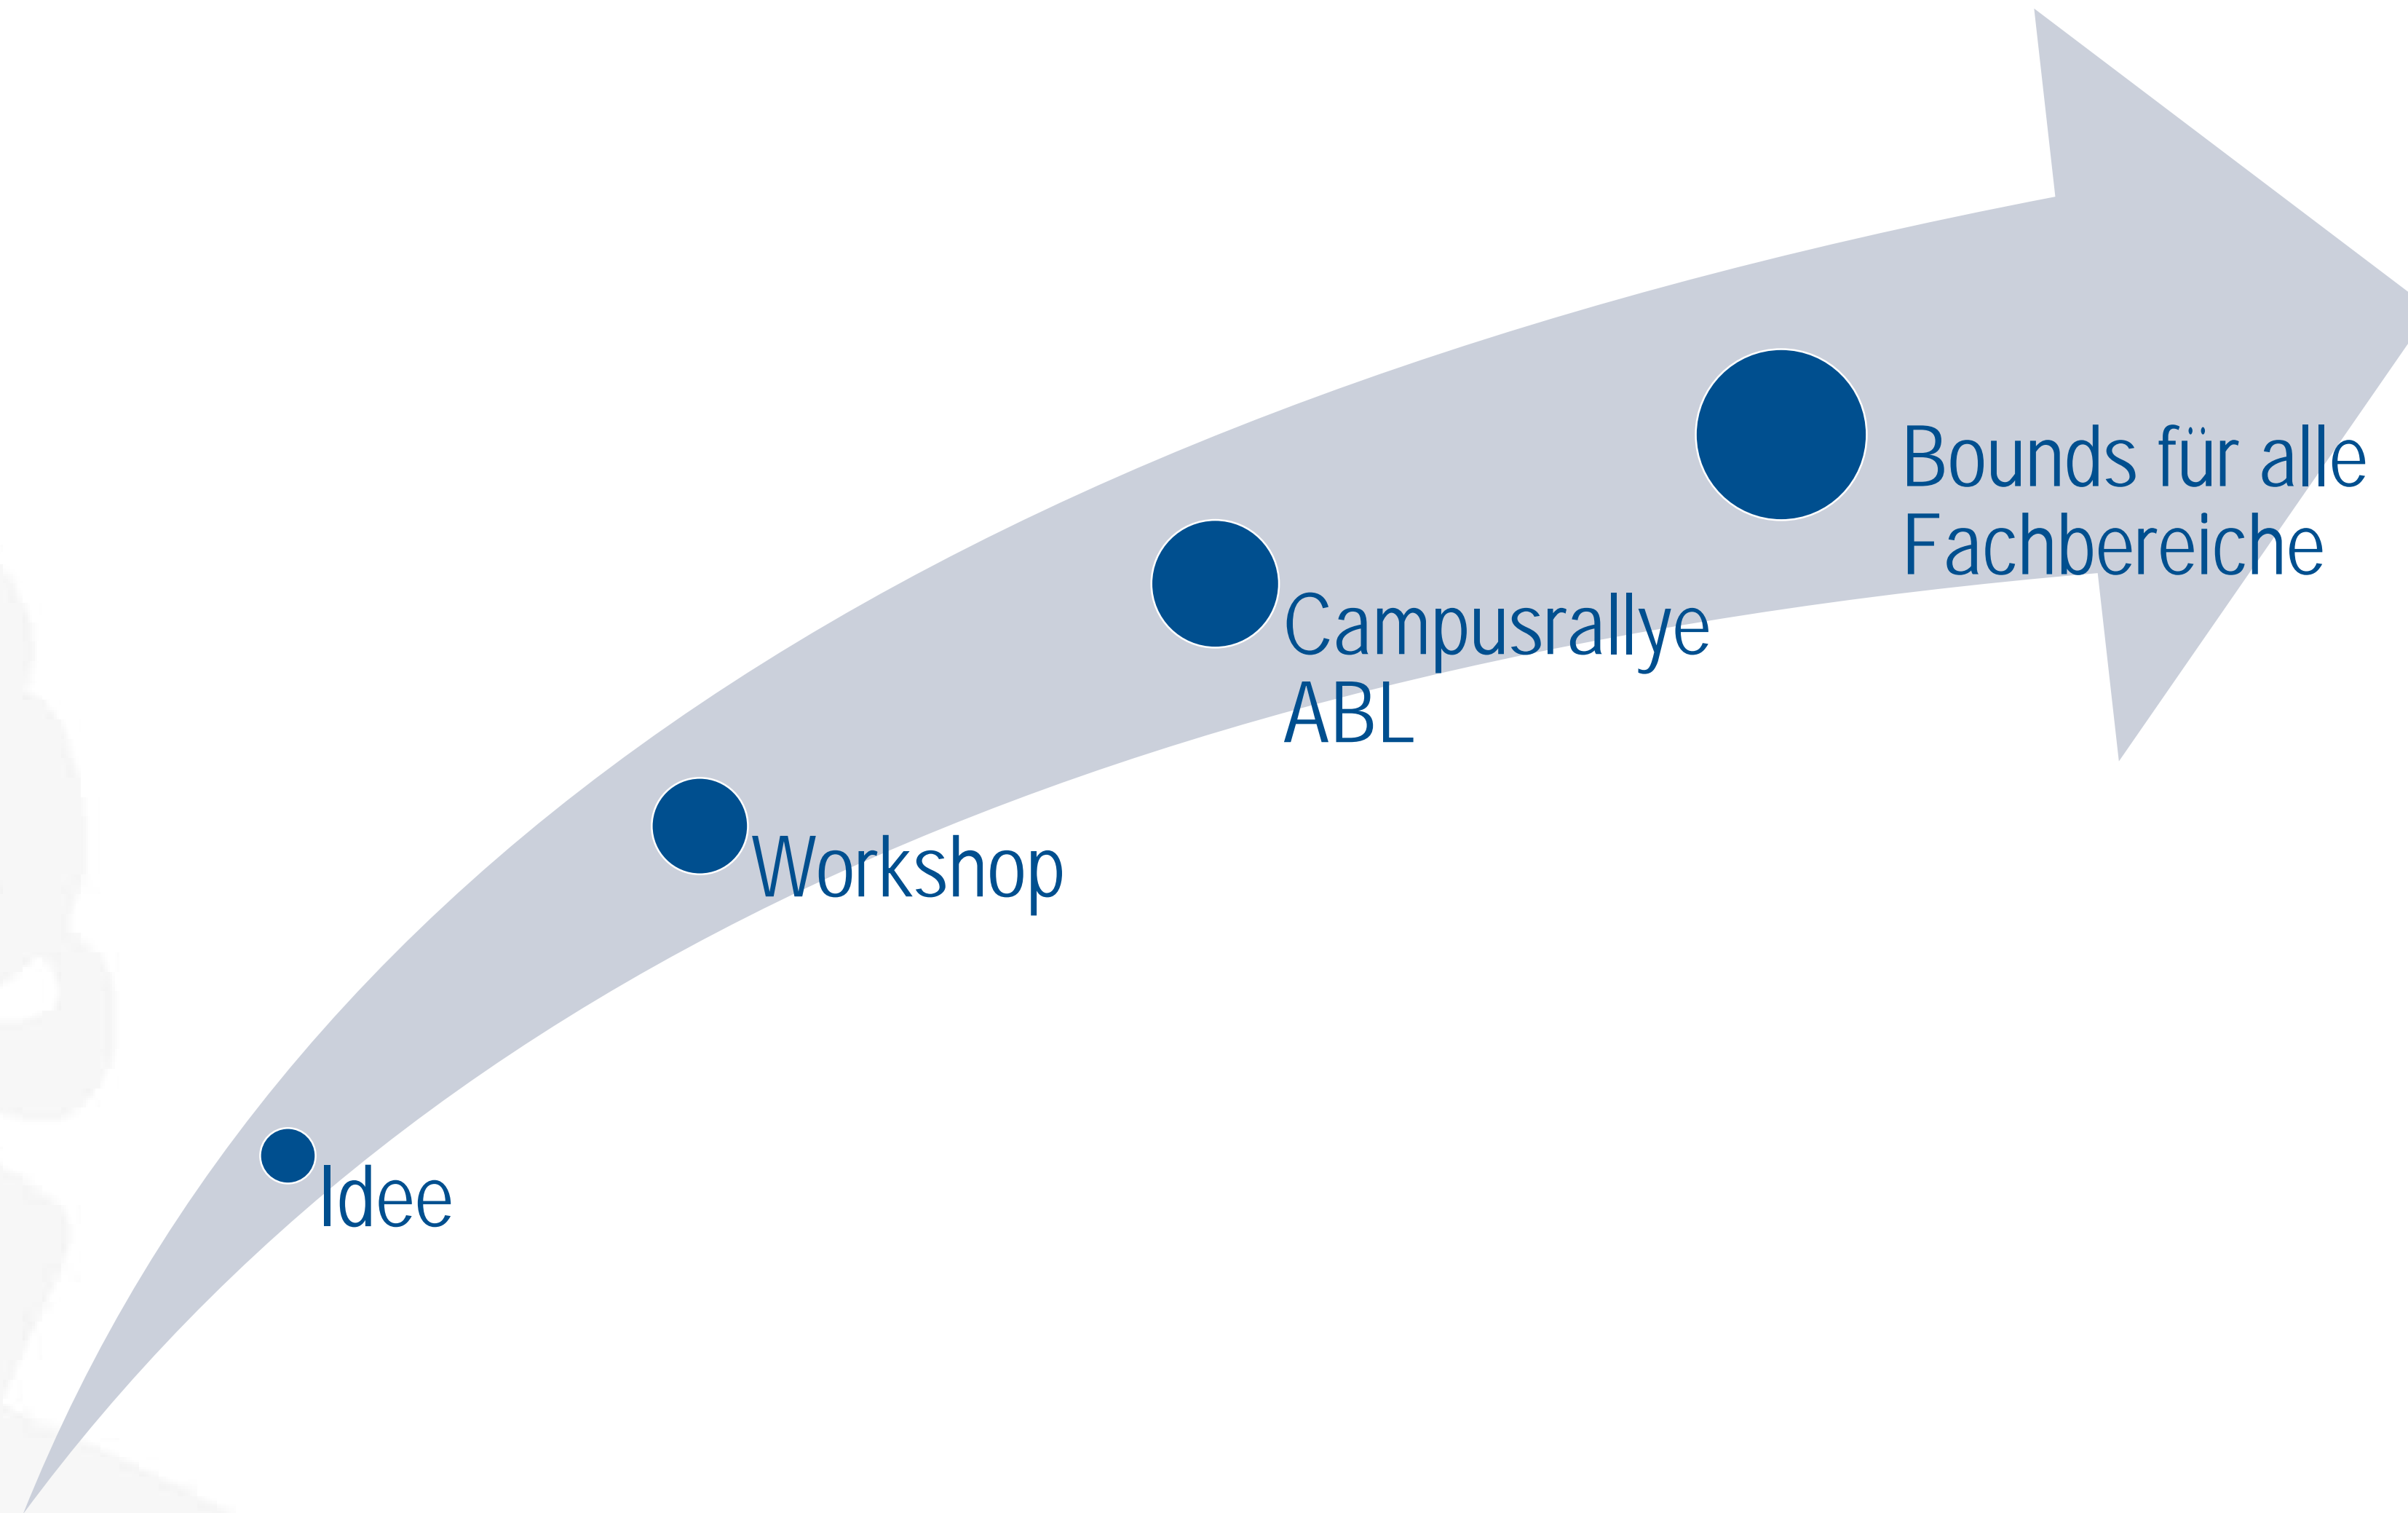 Bounds für alle
Fachbereiche
Campusrallye
ABL
Workshop
Idee